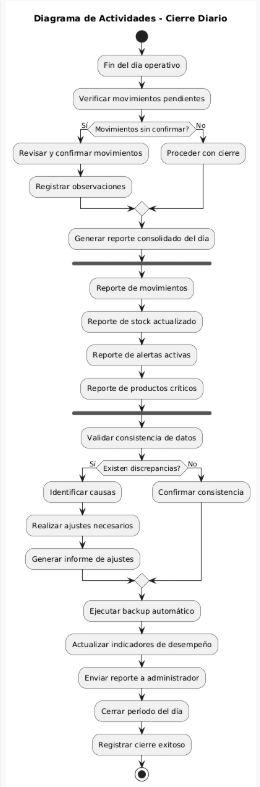 Diagrama de Actividades - Cierre Diario
Fin del día operativo
Verificar movimientos pendientes
Sí
Movimientos sin confirmar?
No
Revisar y confirmar movimientos
Proceder con cierre
Registrar observaciones
Generar reporte consolidado del día
Reporte de movimientos
Reporte de stock actualizado
Reporte de alertas activas
Reporte de productos críticos
Validar consistencia de datos
Sí
Existen discrepancias?
No
Identificar causas
Confirmar consistencia
Realizar ajustes necesarios
Generar informe de ajustes
Ejecutar backup automático
Actualizar indicadores de desempeño
Enviar reporte a administrador
Cerrar período del día
Registrar cierre exitoso